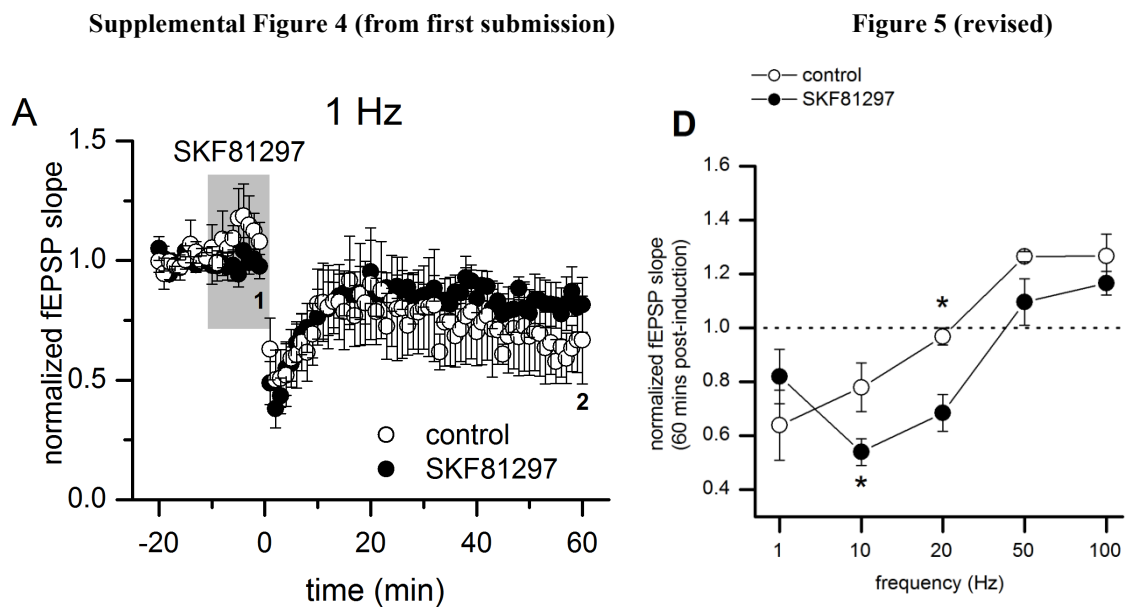 Supplemental Figure 4 (from first submission)
Figure 5 (revised)
A
1 Hz
SKF81297
1.5
1.0
0.5
0.0
normalized fEPSP slope
1
2
control
SKF81297
-20
0
20
40
60
time (min)
control
SKF81297
D
1.6
1.4
1.2
1.0
0.8
0.6
0.4
normalized fEPSP slope
(60 mins post-induction)
*
*
1
10
20
50
100
frequency (Hz)